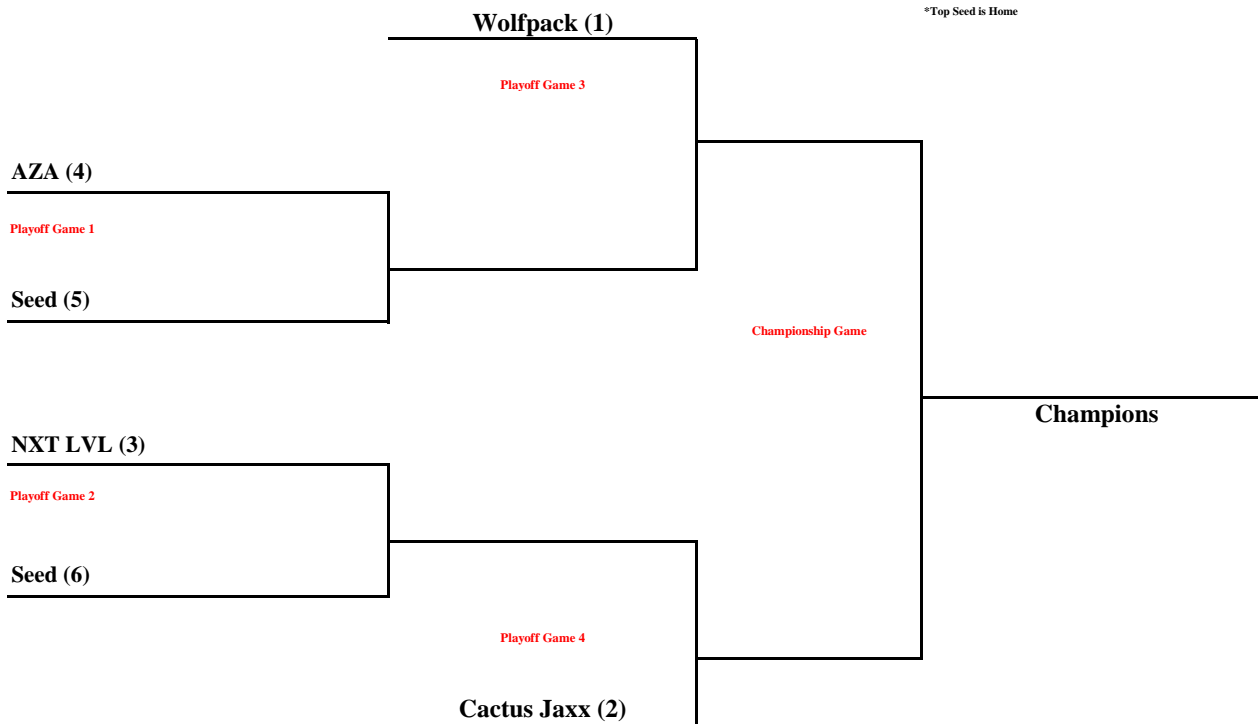 *Top Seed is Home
Wolfpack (1)
Playoff Game 3
AZA (4)
Playoff Game 1
Seed (5)
Championship Game
Champions
NXT LVL (3)
Playoff Game 2
Seed (6)
Playoff Game 4
Cactus Jaxx (2)